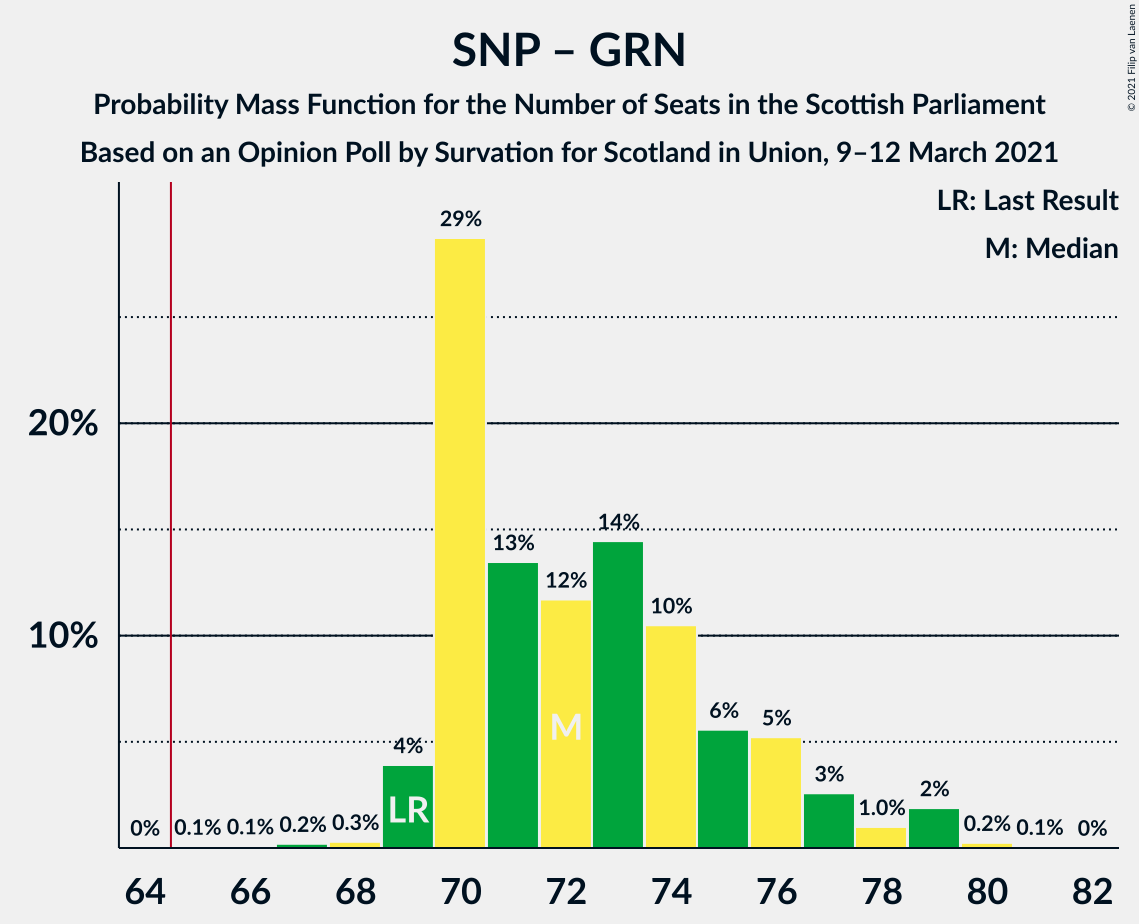 SNP – GRN
Probability Mass Function for the Number of Seats in the Scottish Parliament
Based on an Opinion Poll by Survation for Scotland in Union, 9–12 March 2021
© 2021 Filip van Laenen
LR: Last Result
M: Median
20%
10%
0%
0.1%
0.1%
0.2%
0.3%
4%
29%
13%
12%
14%
10%
6%
5%
3%
1.0%
2%
0.2%
0.1%
0%
LR
M
64 66 68 70 72 74 76 78 80 82